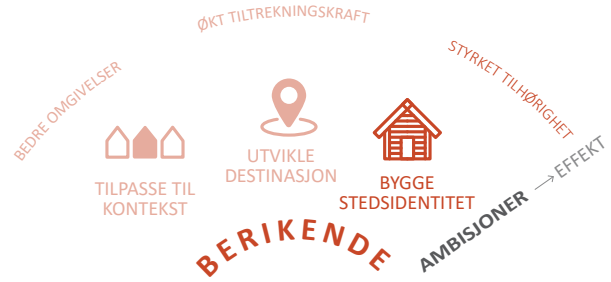 ØKT TILTREKNINGSKRAFT
BEDRE OMGIVELSER
STYRKET TILHØRIGHET
TILPASSE TIL
KONTEKST
UTVIKLE
DESTINASJON
BYGGE
STEDSIDENTITET
BERIKENDE
AMBISJONER → EFFEKT